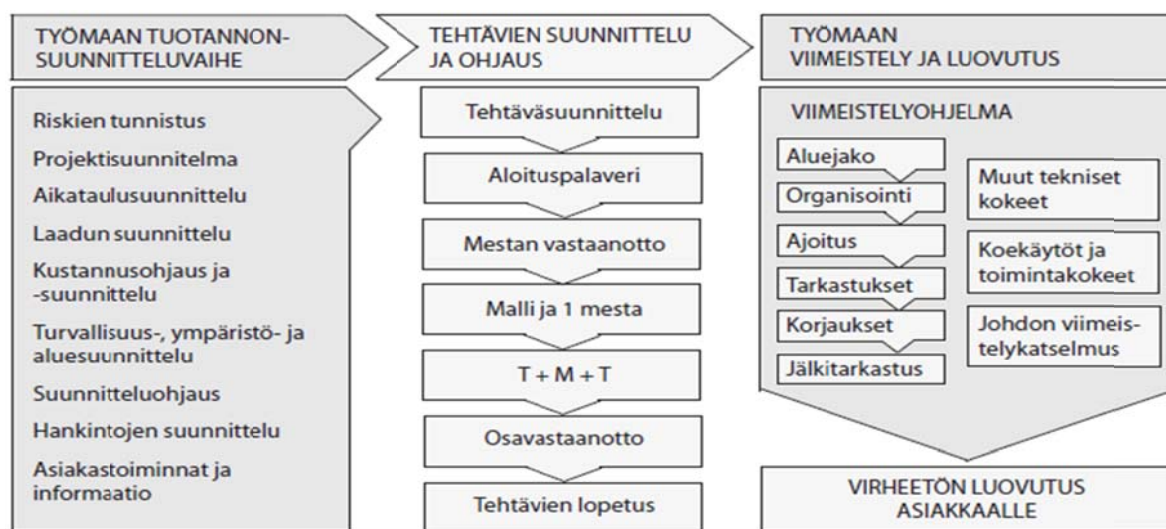 TYÖMAAN TUOTANNON-
SUUNNITTELUVAIHE
Riskien tunnistus
Projektisuunnitelma
Aikataulusuunnittelu
Laadun suunnittelu
Kustannusohjaus ja
-suunnittelu
Turvallisuus-, ympäristö- ja
aluesuunnittelu
Suunnitteluohjaus
Hankintojen suunnittelu
Asiakastoiminnat ja
informaatio
TEHTÄVIEN SUUNNITTELU
JA OHJAUS
Tehtäväsuunnittelu
Aloituspalaveri
Mestan vastaanotto
Malli ja 1 mesta
T + M + T
Osavastaanotto
Tehtävien lopetus
TYÖMAAN
VIIMEISTELY JA LUOVUTUS
VIIMEISTELYOHJELMA
Aluejako
Organisointi
Ajoitus
Tarkastukset
Korjaukset
Jälkitarkastus
Muut tekniset
kokeet
Koekäytöt ja
toimintakokeet
Johdon viimeis-
telykatselmus
VIRHEETÖN LUOVUTUS
ASIAKKAALLE